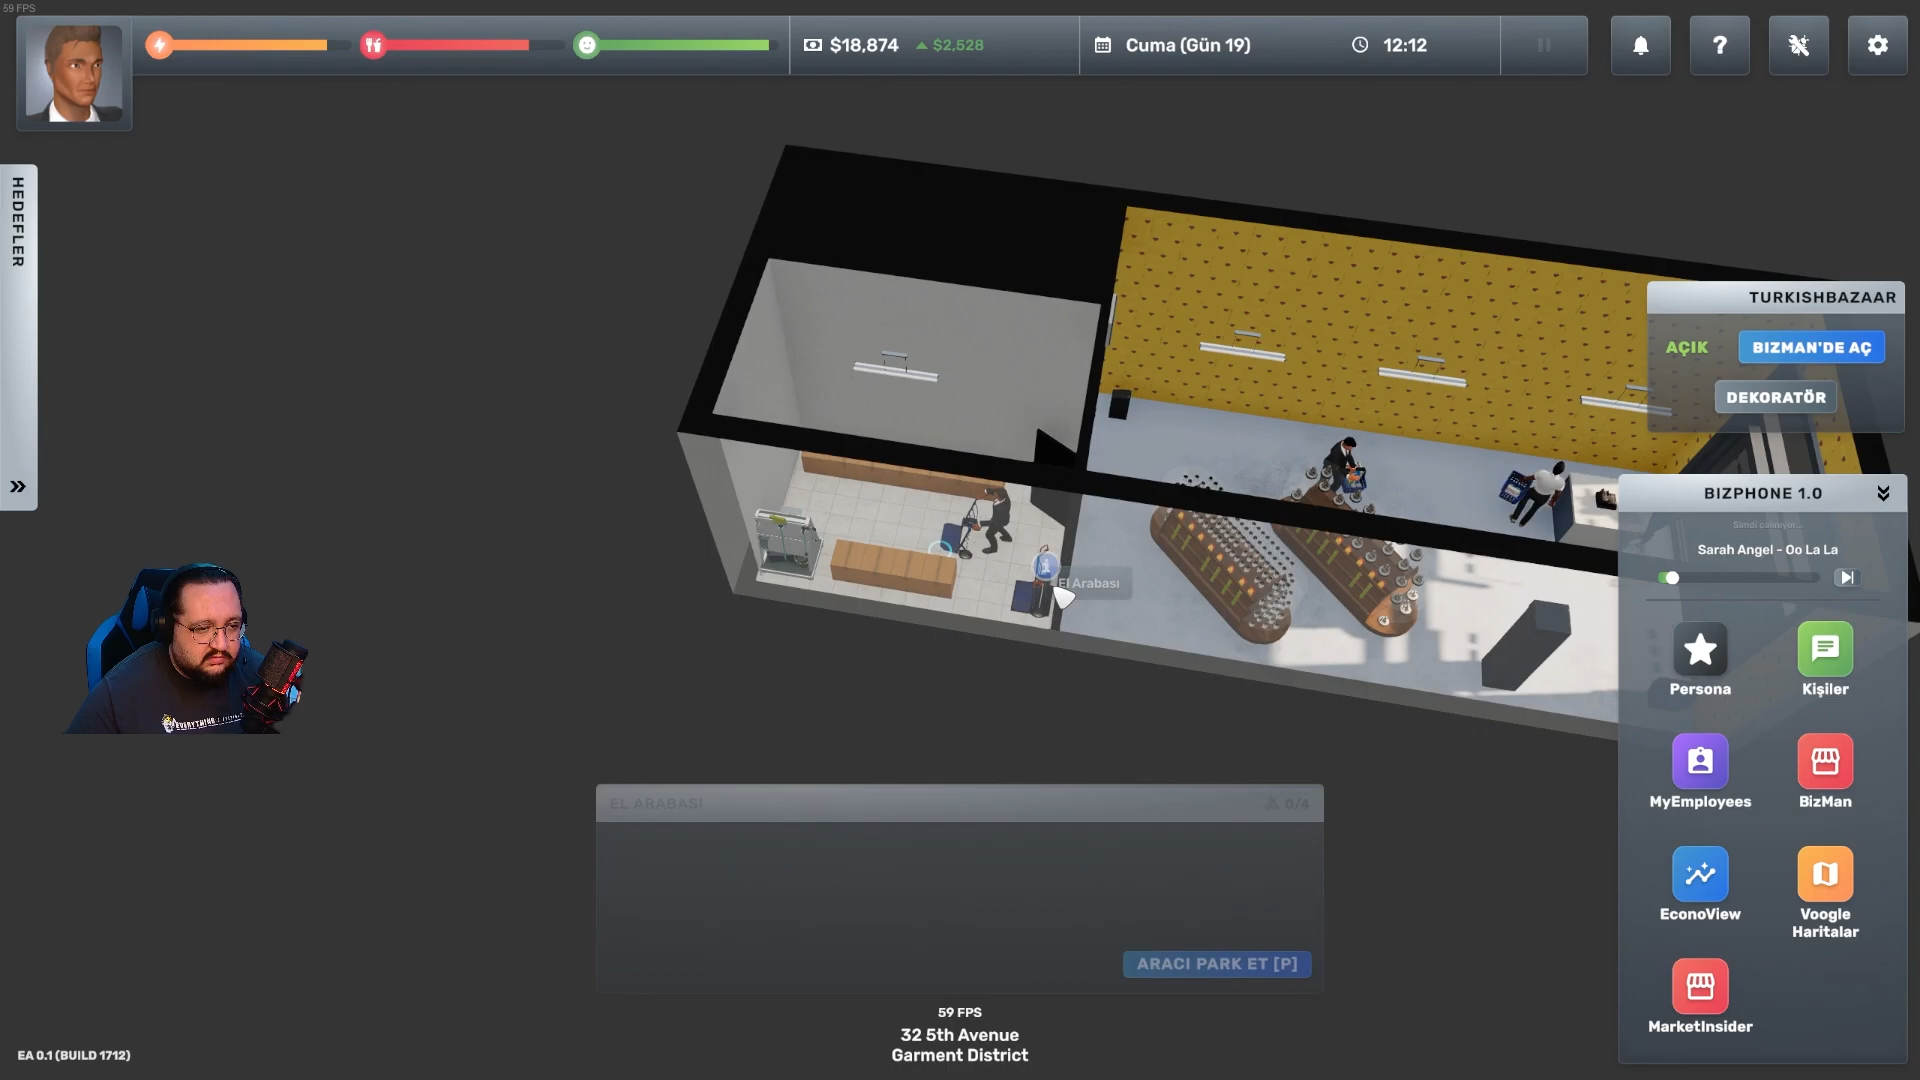 59 FPS
$18,874
$2,528
Cuma (Gün 19)
12:12
?
HEDEFLER
TURKISHBAZAAR
AÇIK
BIZMAN'DE AÇ
DEKORATÖR
BIZPHONE 1.0
Şimdi çalınıyor...
Sarah Angel - Oo La La
Persona
Kişiler
MyEmployees
BizMan
EconoView
Voogle
Haritalar
MarketInsider
El Arabası
EL ARABASI
0/4
ARACI PARK ET [P]
59 FPS
32 5th Avenue
Garment District
EA 0.1 (BUILD 1712)